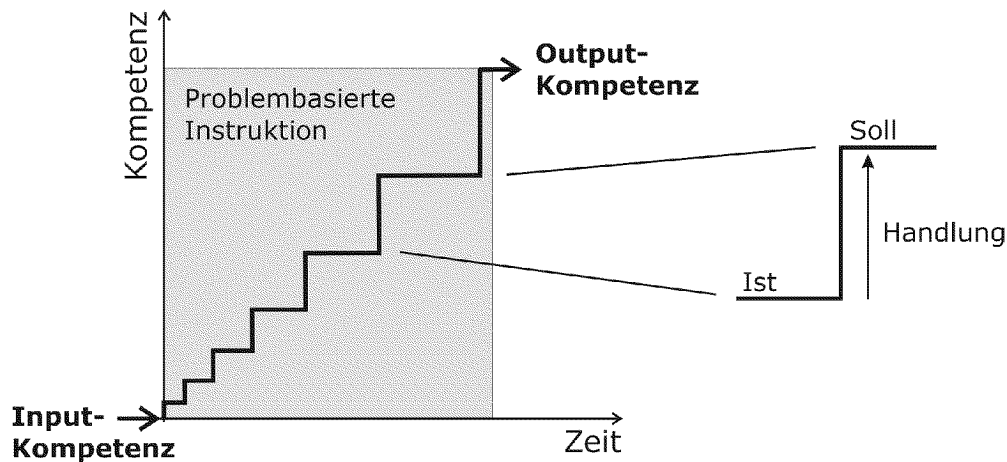 Kompetenz
Problembasierte
Instruktion
Output-
Kompetenz
Soll
Handlung
Ist
Input-
Kompetenz
Zeit